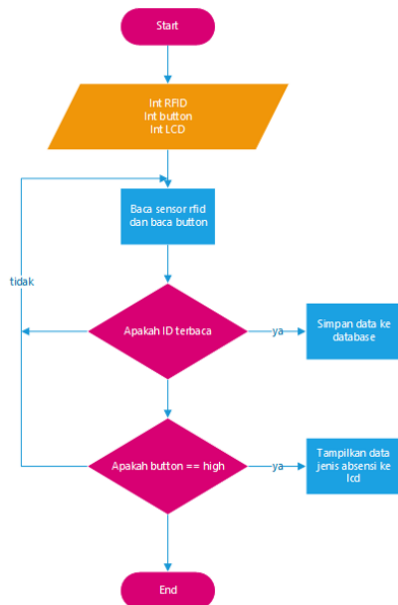 Start
Int RFID
Int button
Int LCD
Baca sensor rfid
dan baca button
tidak
Apakah ID terbaca
ya
Simpan data ke
database
Apakah button == high
ya
Tampilkan data
jenis absensi ke
lcd
End